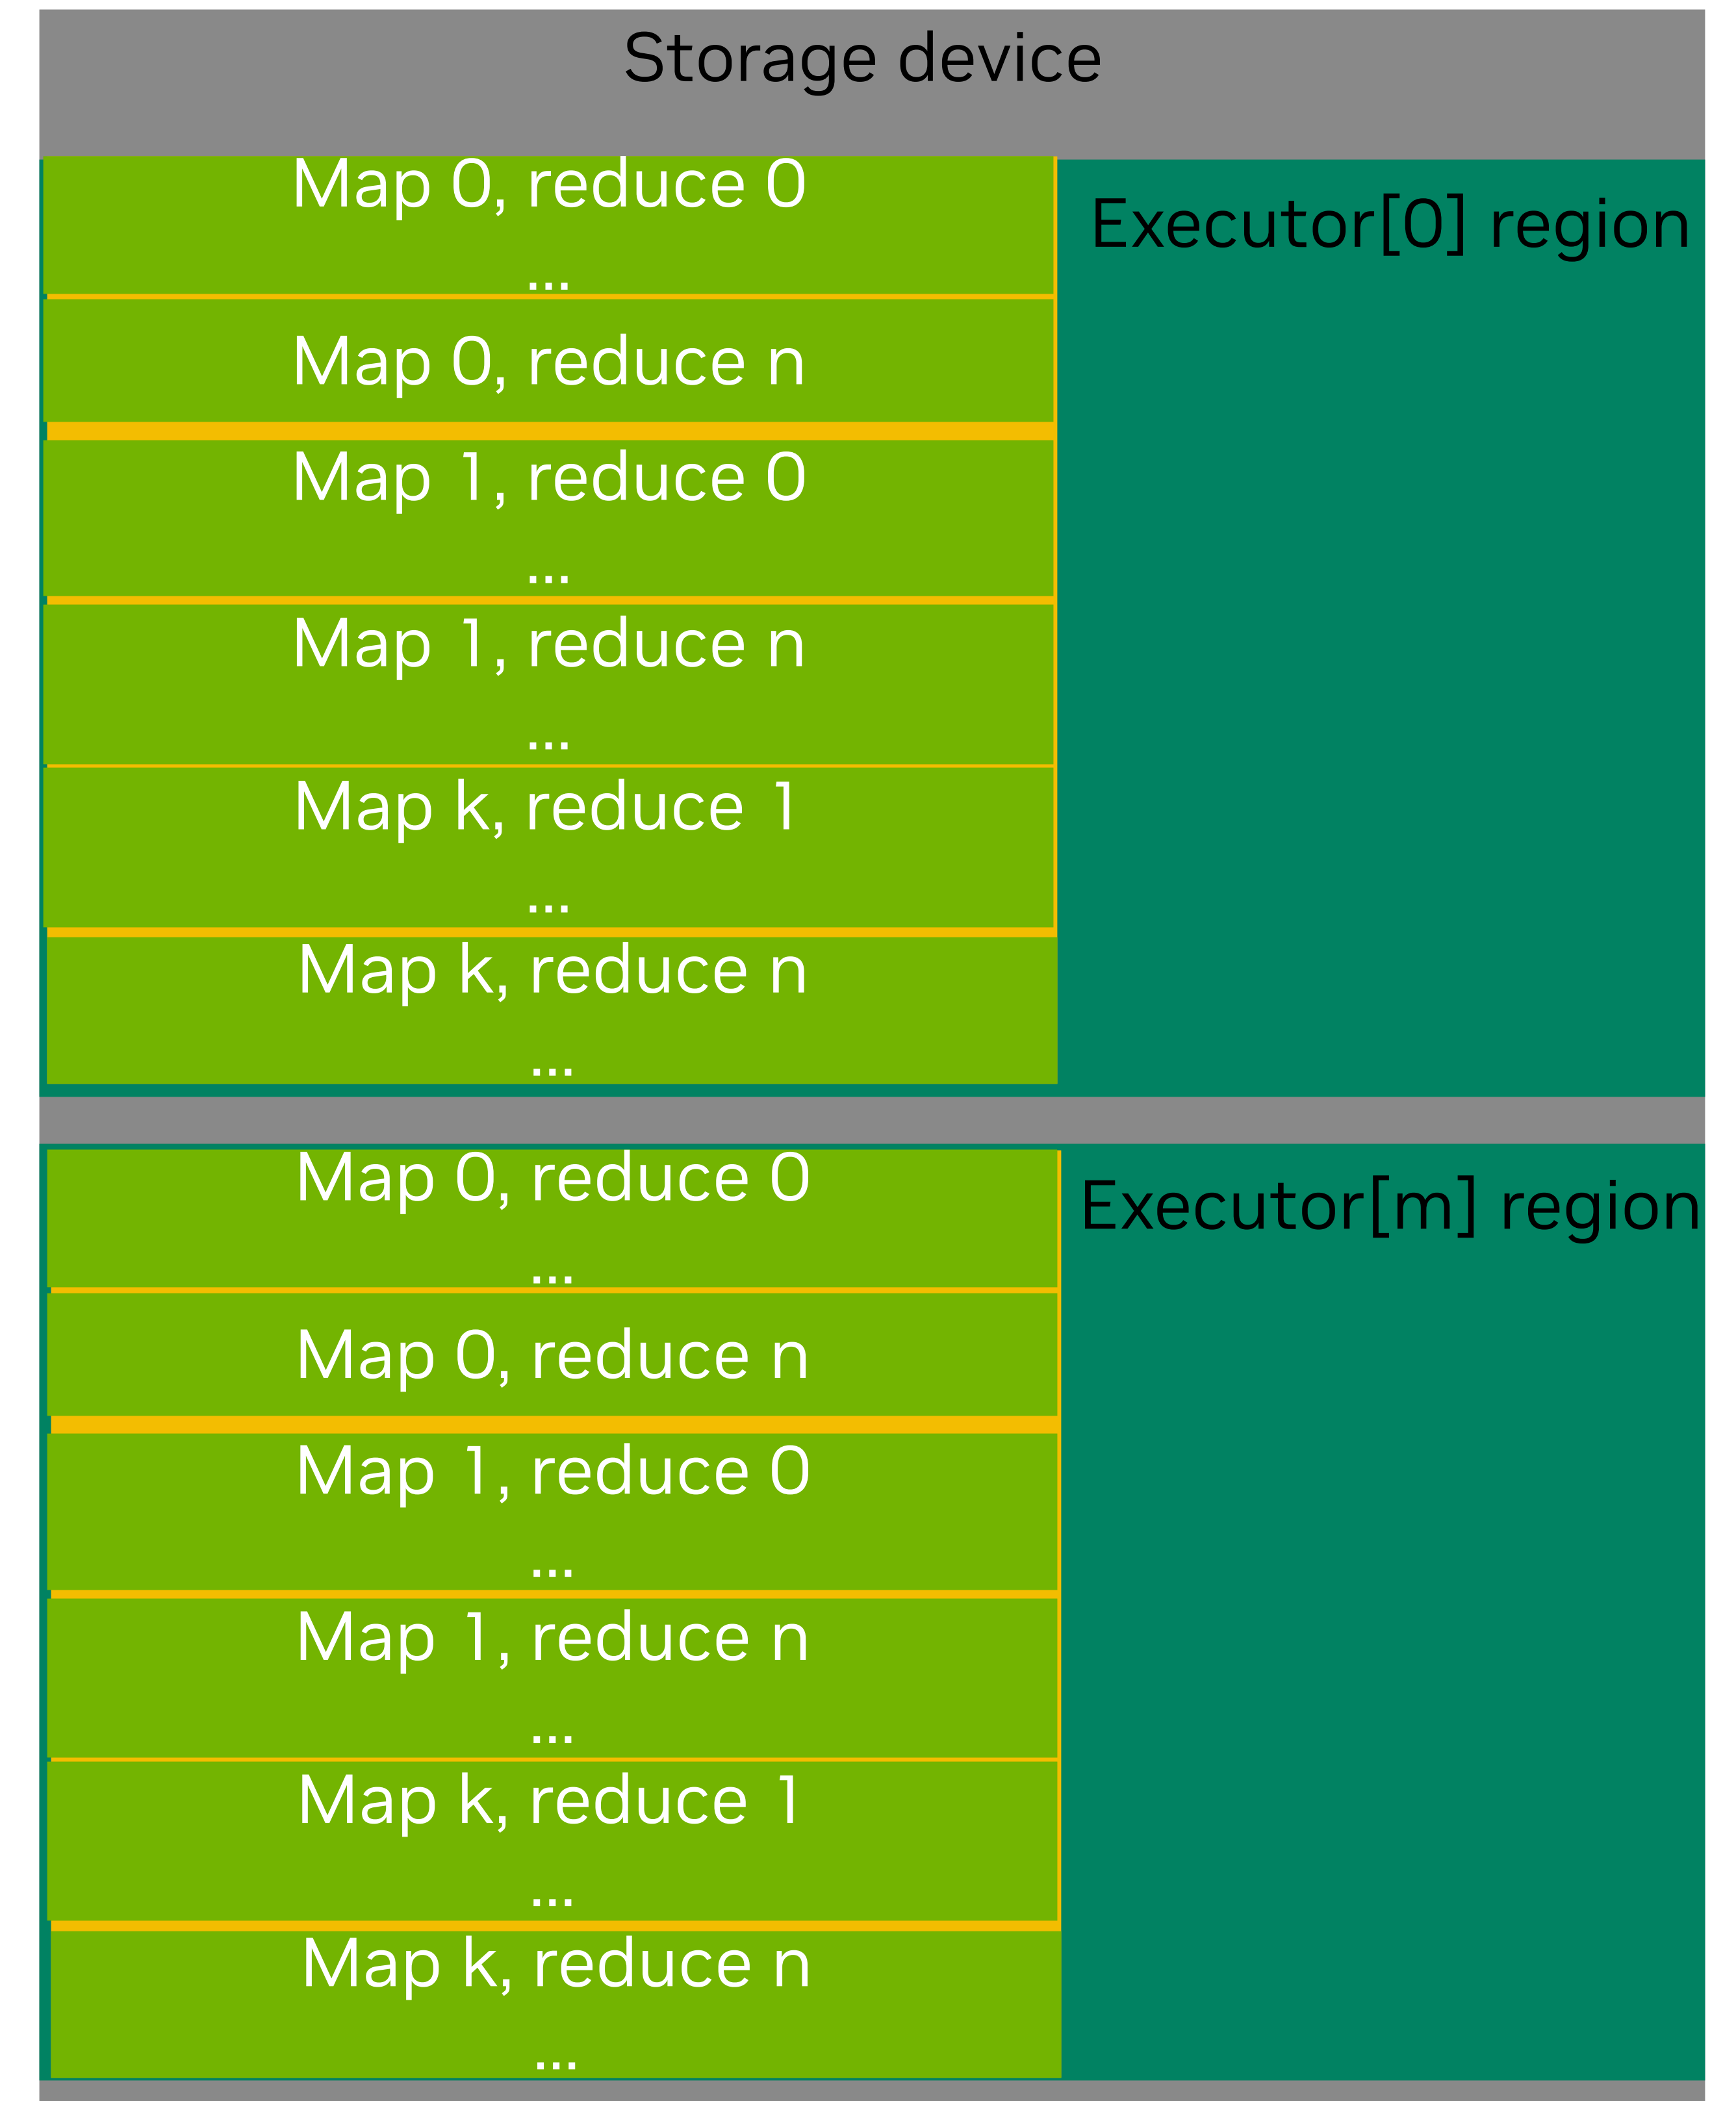 Storage device
Map 0, reduce 0
...
Executor[0] region
Map 0, reduce n
Map 1, reduce 0
...
Map 1, reduce n
...
Map k, reduce 1
...
Map k, reduce n
...
Map 0, reduce 0
...
Executor[m] region
Map 0, reduce n
Map 1, reduce 0
...
Map 1, reduce n
...
Map k, reduce 1
...
Map k, reduce n
...